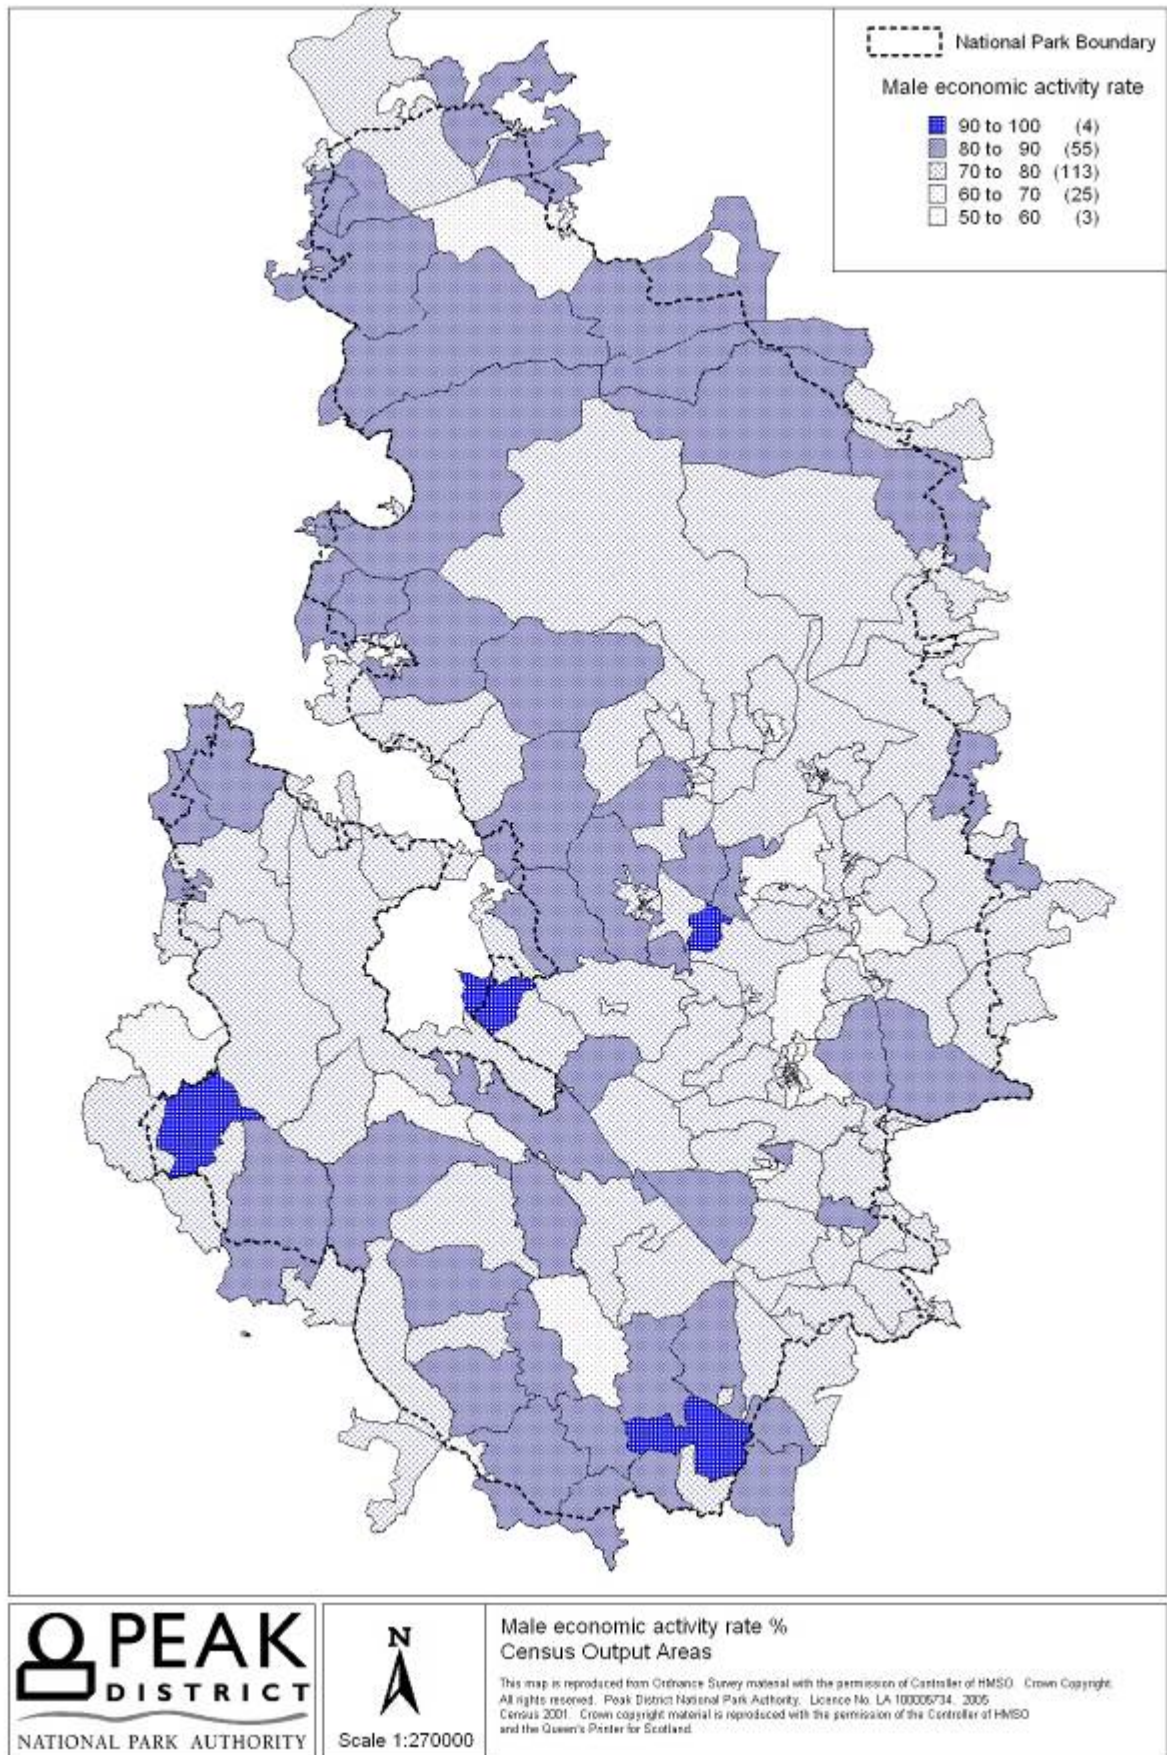 National Park Boundary
Male economic activity rate
90 to 100 (4)
80 to 90 (55)
70 to 80 (113)
60 to 70 (25)
50 to 60 (3)
PEAK
DISTRICT
NATIONAL PARK AUTHORITY
N
Scale 1:270000
Male economic activity rate %
Census Output Areas
This map is reproduced from Ordnance Survey material with the permission of Controller of HMSO. Crown Copyright.
All rights reserved. Peak District National Park Authority. Licence No. LA 100005734. 2005
Census 2001. Crown copyright material is reproduced with the permission of the Controller of HMSO
and the Queen's Printer for Scotland.